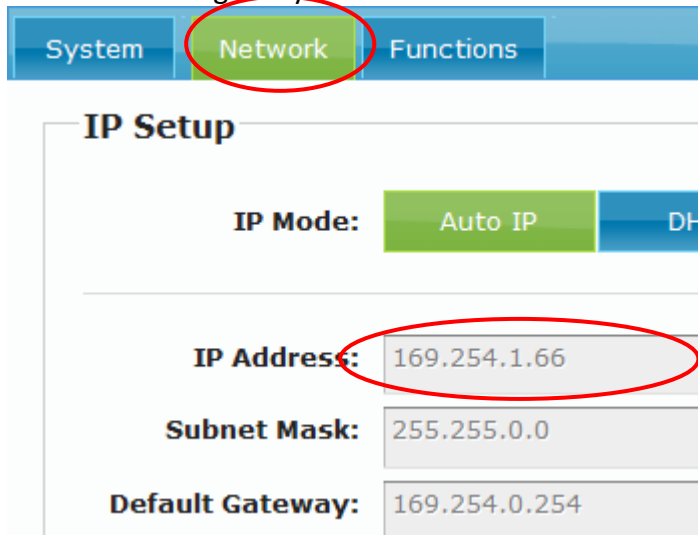 System Network Functions
IP Setup
IP Mode: Auto IP DH
IP Address: 169.254.1.66
Subnet Mask: 255.255.0.0
Default Gateway: 169.254.0.254